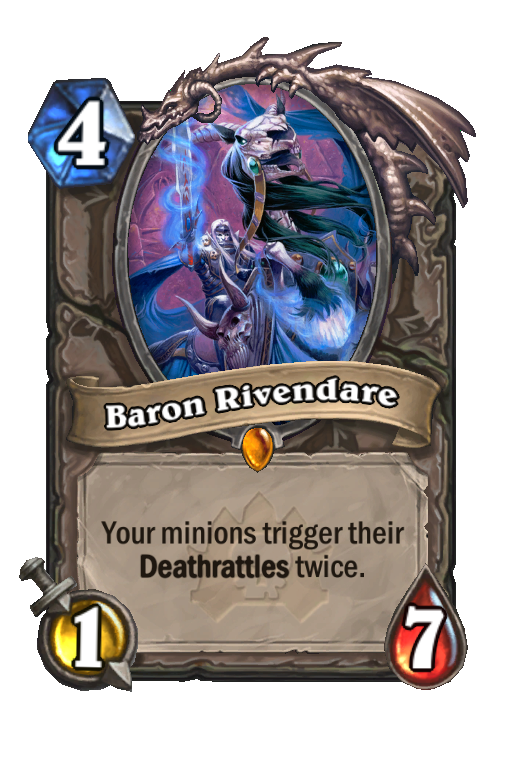 4
Baron Rivendare
Your minions trigger their
Deathrattles twice.
1
7